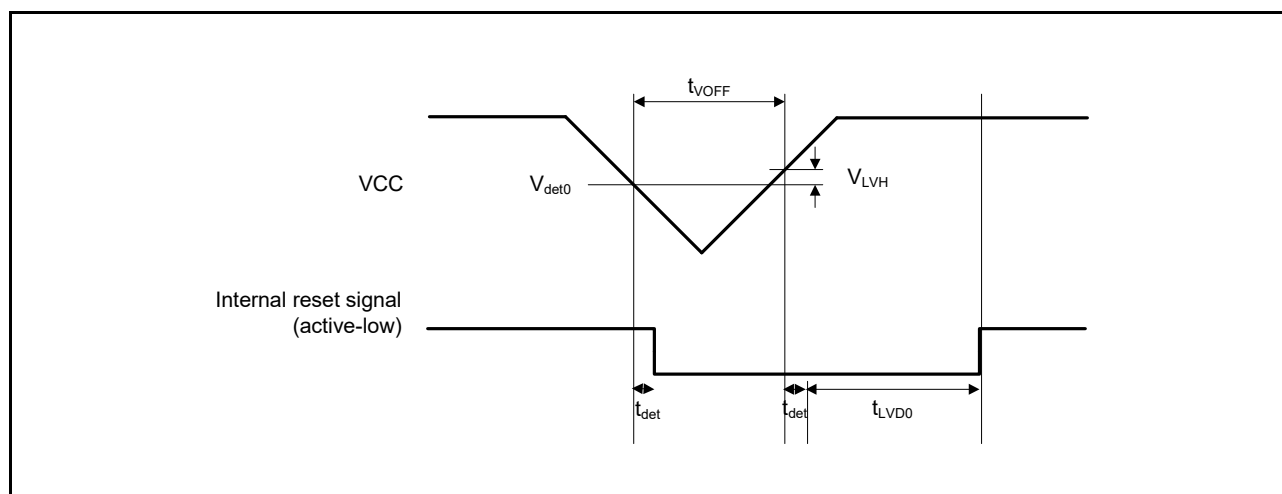 tVOFF
VCC
Vdet0
VLVH
Internal reset signal
(active-low)
tdet
tdet
tLVD0